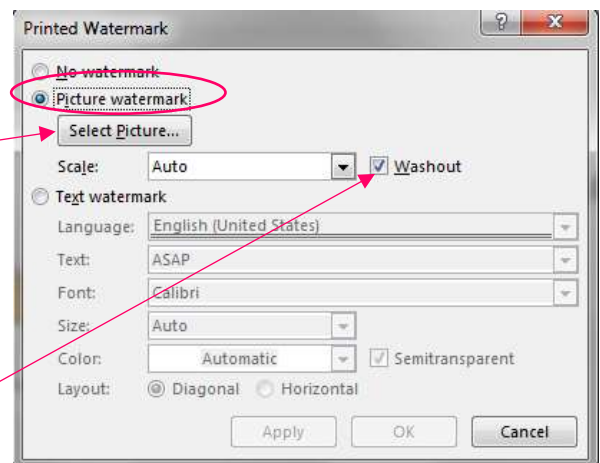 Printed Watermark
No watermark
Picture watermark
Select Picture...
Scale: Auto Washout
Text watermark
Language: English (United States)
Text: ASAP
Font: Calibri
Size: Auto
Color: Automatic Semitransparent
Layout: Diagonal Horizontal
Apply OK Cancel